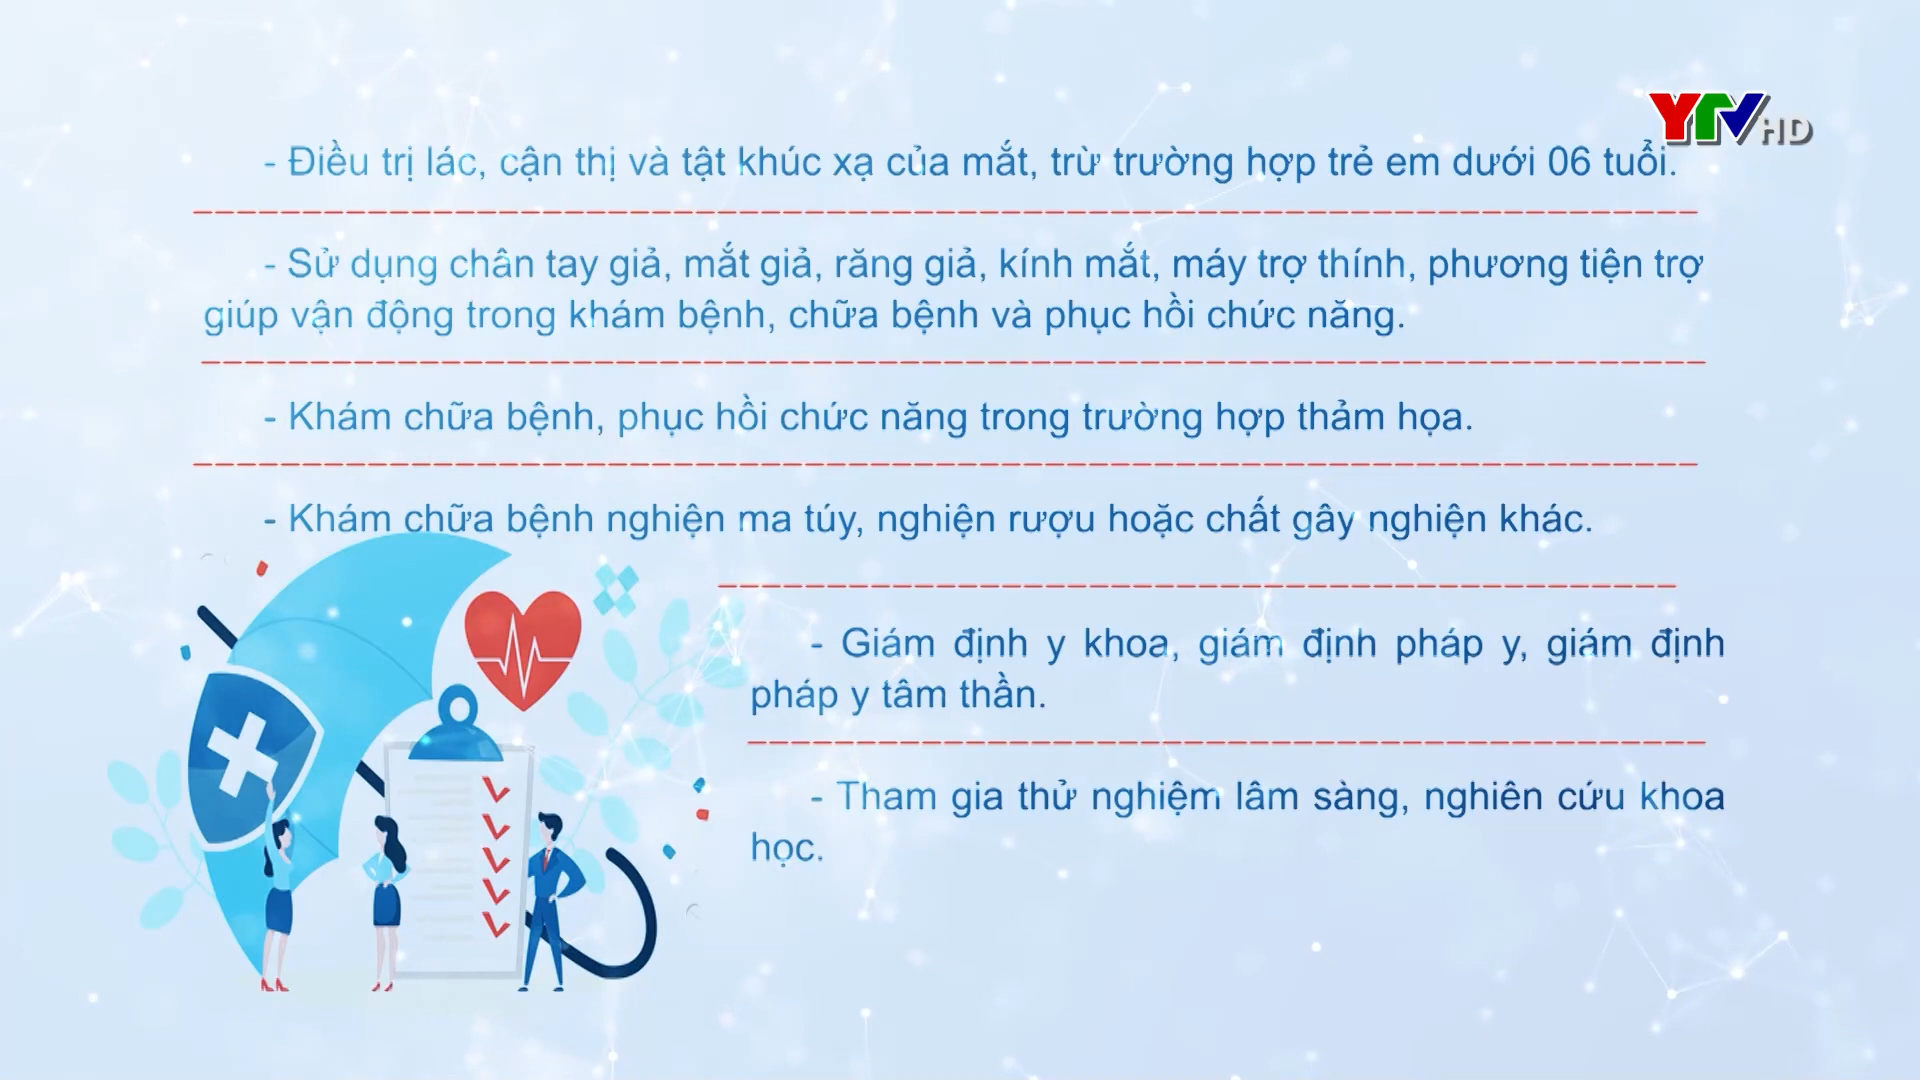 YTV HD
- Điều trị lác, cận thị và tật khúc xạ của mắt, trừ trường hợp trẻ em dưới 06 tuổi.
- Sử dụng chân tay giả, mắt giả, răng giả, kính mắt, máy trợ thính, phương tiện trợ
giúp vận động trong khám bệnh, chữa bệnh và phục hồi chức năng.
- Khám chữa bệnh, phục hồi chức năng trong trường hợp thảm họa.
- Khám chữa bệnh nghiện ma túy, nghiện rượu hoặc chất gây nghiện khác.
- Giám định y khoa, giám định pháp y, giám định
pháp y tâm thần.
- Tham gia thử nghiệm lâm sàng, nghiên cứu khoa
học.